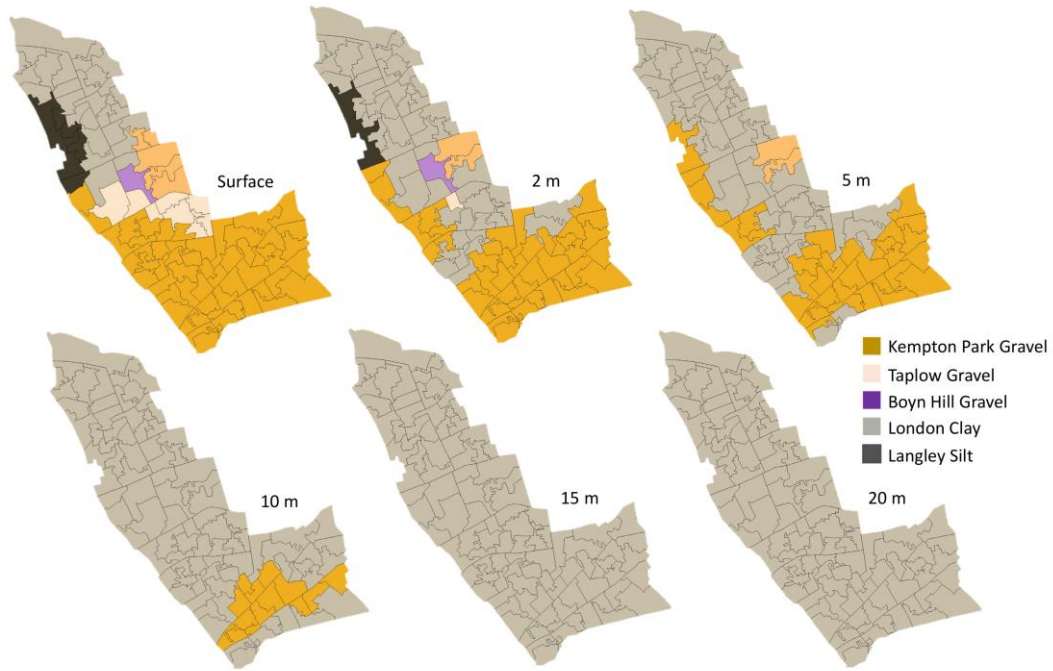 Surface
2 m
5 m
Kempton Park Gravel
Taplow Gravel
Boyn Hill Gravel
London Clay
Langley Silt
10 m
15 m
20 m